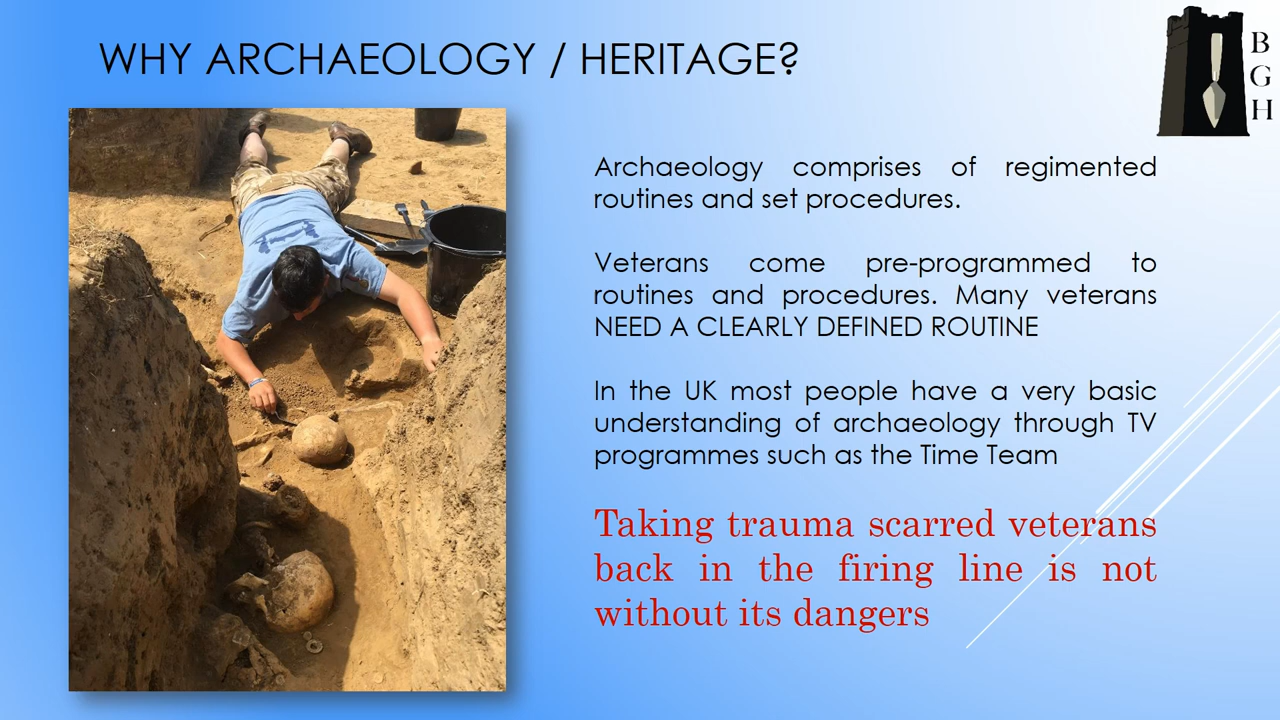 WHY ARCHAEOLOGY / HERITAGE?
B
G
H
Archaeology comprises of regimented
routines and set procedures.
Veterans come pre-programmed to
routines and procedures. Many veterans
NEED A CLEARLY DEFINED ROUTINE
In the UK most people have a very basic
understanding of archaeology through TV
programmes such as the Time Team
Taking trauma scarred veterans
back in the firing line is not
without its dangers